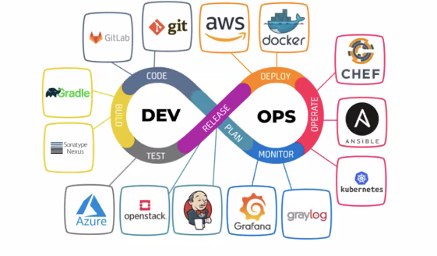 GitLab
git
aws
docker
CHEF
Gradle
CODE
DEPLOY
BUILD
DEV
RELEASE
OPS
OPERATE
PLAN
TEST
MONITOR
Sonatype
Nexus
A
ANSIBLE
kubernetes
Azure
openstack.
Grafana
graylog